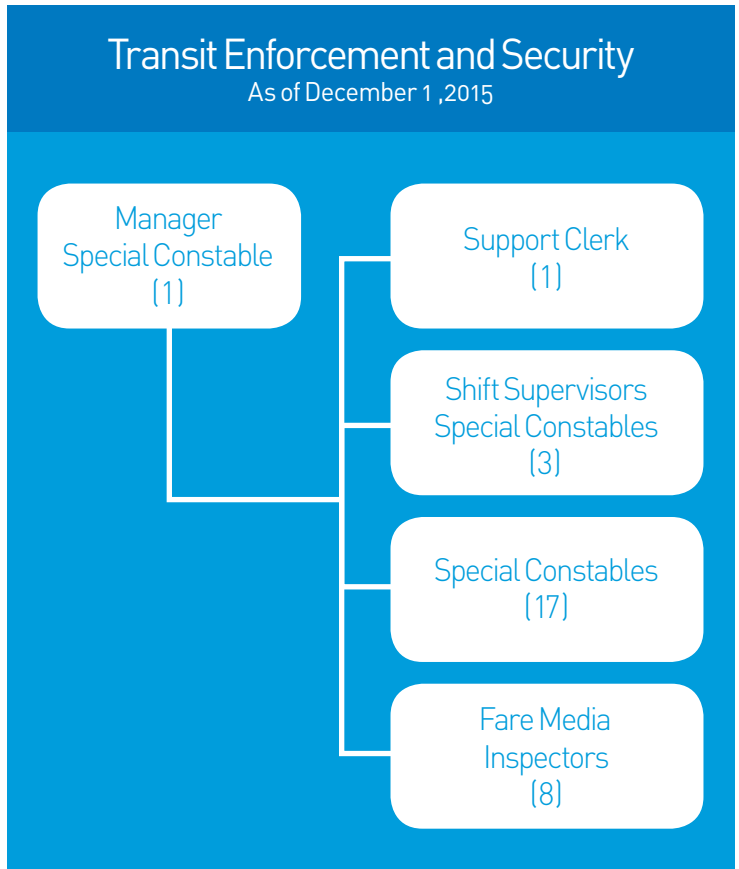 Transit Enforcement and Security
As of December 1 ,2015
Manager
Special Constable
(1)
Support Clerk
(1)
Shift Supervisors
Special Constables
(3)
Special Constables
(17)
Fare Media
Inspectors
(8)